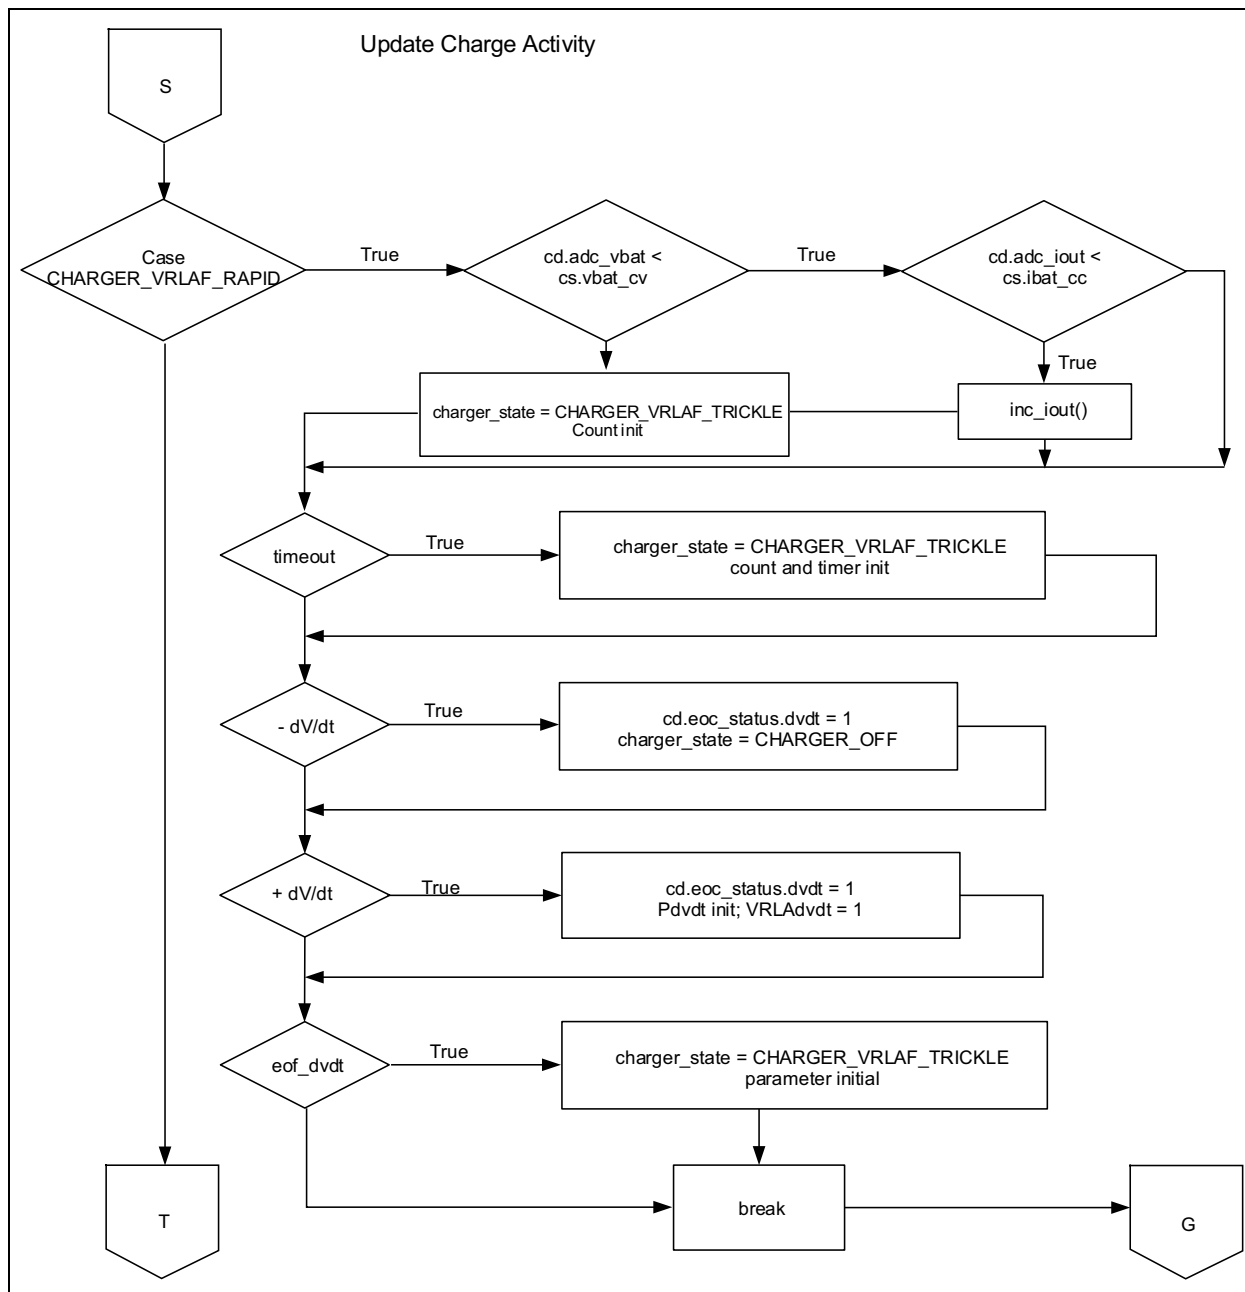 Update Charge Activity
S
Case
CHARGER_VRLAF_RAPID
True
cd.adc_vbat <
cs.vbat_cv
True
cd.adc_iout <
cs.ibat_cc
True
charger_state = CHARGER_VRLAF_TRICKLE
Count init
inc_iout()
timeout
True
charger_state = CHARGER_VRLAF_TRICKLE
count and timer init
- dV/dt
True
cd.eoc_status.dvdt = 1
charger_state = CHARGER_OFF
+ dV/dt
True
cd.eoc_status.dvdt = 1
Pdvdt init; VRLAdvdt = 1
eof_dvdt
True
charger_state = CHARGER_VRLAF_TRICKLE
parameter initial
T
break
G